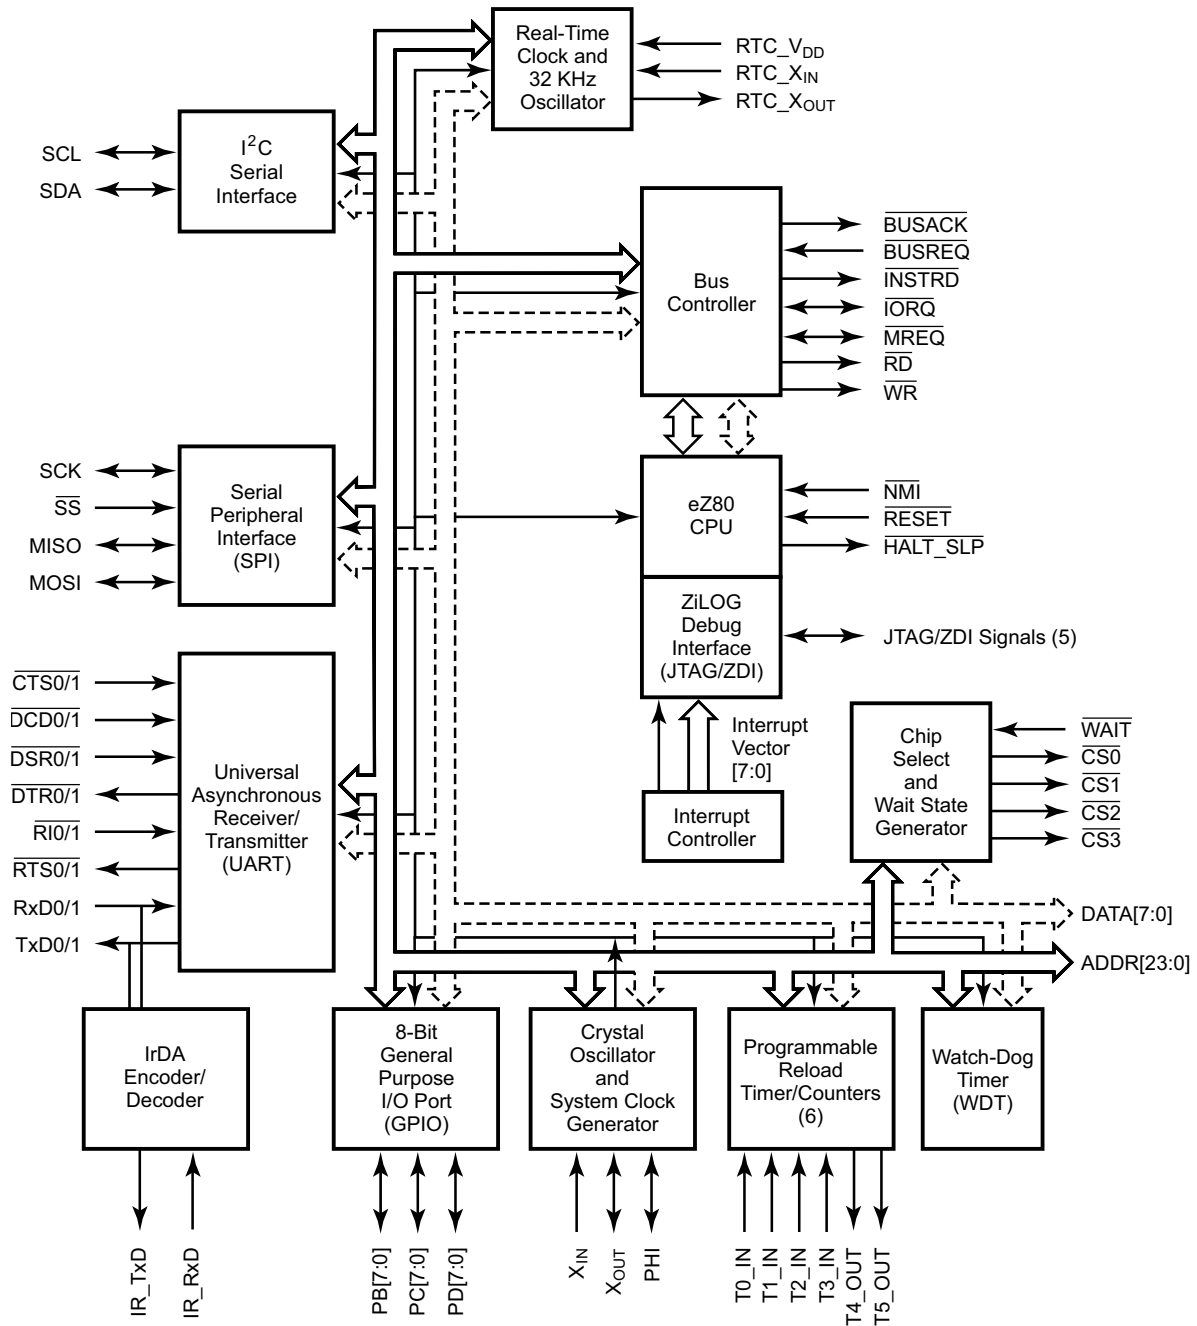 Real-Time
Clock and
32 KHz
Oscillator
RTC_VDD
RTC_XIN
RTC_XOUT
SCL
SDA
I2C
Serial
Interface
Bus
Controller
BUSACK
BUSREQ
INSTRD
IORQ
MREQ
RD
WR
SCK
SS
MISO
MOSI
Serial
Peripheral
Interface
(SPI)
eZ80
CPU
NMI
RESET
HALT_SLP
ZiLOG
Debug
Interface
(JTAG/ZDI)
JTAG/ZDI Signals (5)
CTS0/1
DCD0/1
DSR0/1
DTR0/1
RI0/1
RTS0/1
RxD0/1
TxD0/1
Universal
Asynchronous
Receiver/
Transmitter
(UART)
Interrupt
Vector
[7:0]
Interrupt
Controller
Chip
Select
and
Wait State
Generator
WAIT
CS0
CS1
CS2
CS3
DATA[7:0]
ADDR[23:0]
IrDA
Encoder/
Decoder
8-Bit
General
Purpose
I/O Port
(GPIO)
Crystal
Oscillator
and
System Clock
Generator
Programmable
Reload
Timer/Counters
(6)
Watch-Dog
Timer
(WDT)
IR_TxD
IR_RxD
PB[7:0]
PC[7:0]
PD[7:0]
XIN
XOUT
PHI
T0_IN
T1_IN
T2_IN
T3_IN
T4_OUT
T5_OUT